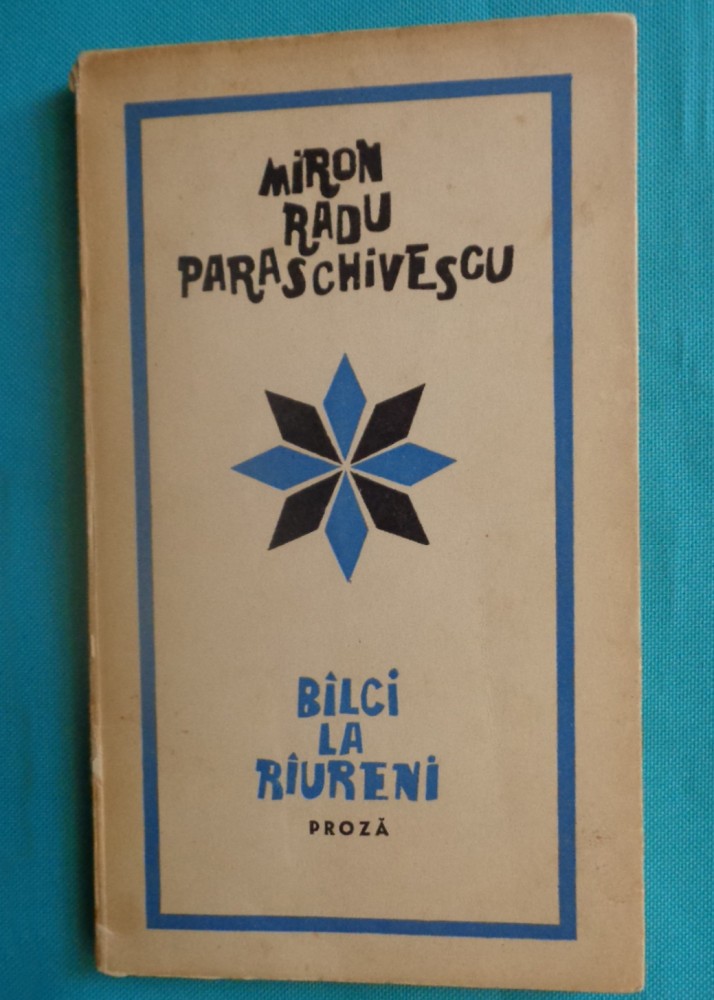 MiRON
RADU
PARASCHiVESCU
BÎLCi
LA
RÎURENi
PROZĂ